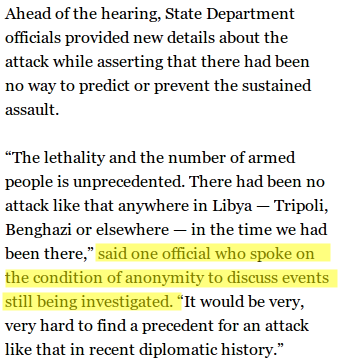 Ahead of the hearing, State Department
officials provided new details about the
attack while asserting that there had been
no way to predict or prevent the sustained
assault.
“The lethality and the number of armed
people is unprecedented. There had been no
attack like that anywhere in Libya — Tripoli,
Benghazi or elsewhere — in the time we had
been there,” said one official who spoke on
the condition of anonymity to discuss events
still being investigated. “It would be very,
very hard to find a precedent for an attack
like that in recent diplomatic history.”